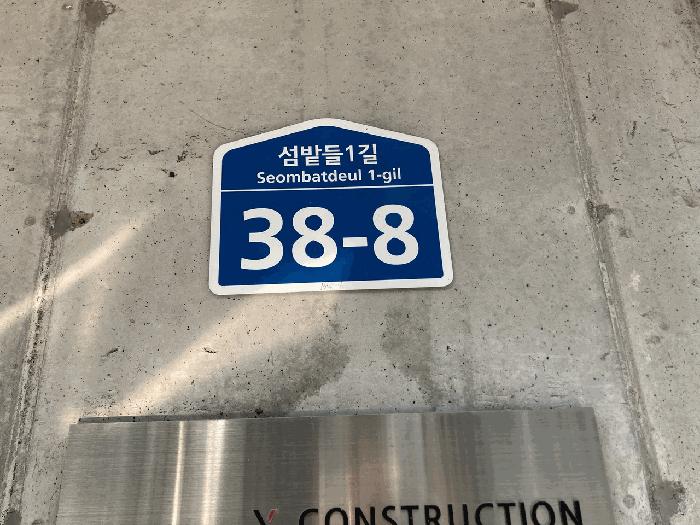 섬밭들1길
Seombatdeul 1-gil
38-8
CONSTRUCTION